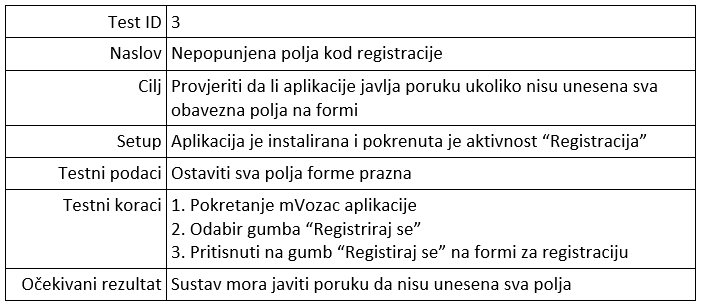 Test ID 3
Naslov Nepopunjena polja kod registracije
Cilj Provjeriti da li aplikacije javlja poruku ukoliko nisu unesena sva
obavezna polja na formi
Setup Aplikacija je instalirana i pokrenuta je aktivnost “Registracija”
Testni podaci Ostaviti sva polja forme prazna
Testni koraci 1. Pokretanje mVozac aplikacije
2. Odabir gumba “Registriraj se”
3. Pritisnuti na gumb “Registiraj se” na formi za registraciju
Očekivani rezultat Sustav mora javiti poruku da nisu unesena sva polja